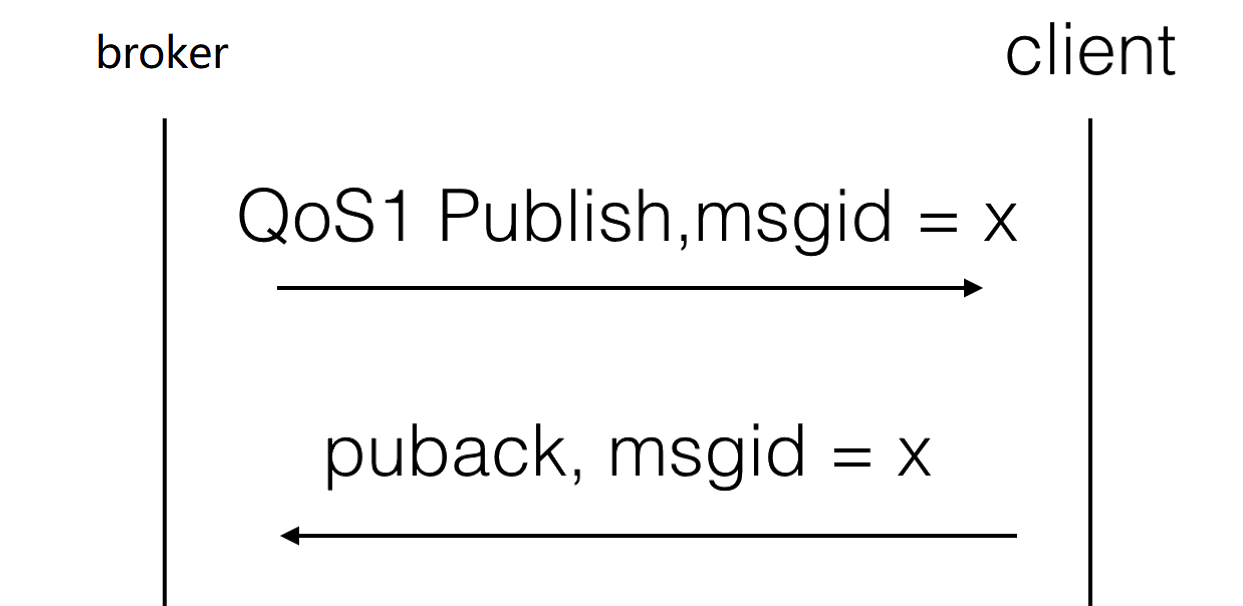 broker
client
QoS1 Publish,msgid = x
puback, msgid = x